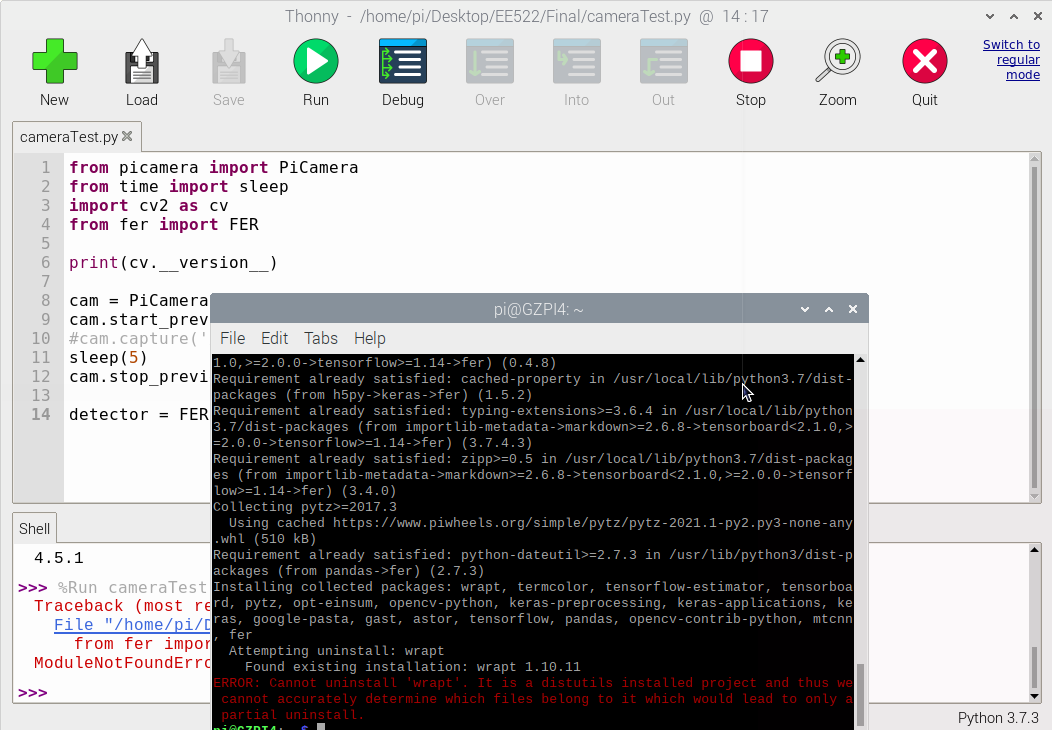 Thonny - /home/pi/Desktop/EE522/Final/cameraTest.py @ 14 : 17
New Load Save Run Debug Over Into Out Stop Zoom Quit
Switch to
regular
mode
cameraTest.py
1 from picamera import PiCamera
2 from time import sleep
3 import cv2 as cv
4 from fer import FER
5
6 print(cv.__version__)
7
8 cam = PiCamera
9 cam.start_prev
10 #cam.capture('
11 sleep(5)
12 cam.stop_previ
13
14 detector = FER
pi@GZPI4: ~
File Edit Tabs Help
1.0,>=2.0.0->tensorflow>=1.14->fer) (0.4.8)
Requirement already satisfied: cached-property in /usr/local/lib/python3.7/dist-
packages (from h5py->keras->fer) (1.5.2)
Requirement already satisfied: typing-extensions>=3.6.4 in /usr/local/lib/python
3.7/dist-packages (from importlib-metadata->markdown>=2.6.8->tensorboard<2.1.0,>
=2.0.0->tensorflow>=1.14->fer) (3.7.4.3)
Requirement already satisfied: zipp>=0.5 in /usr/local/lib/python3.7/dist-packag
es (from importlib-metadata->markdown>=2.6.8->tensorboard<2.1.0,>=2.0.0->tensorf
low>=1.14->fer) (3.4.0)
Collecting pytz>=2017.3
Using cached https://www.piwheels.org/simple/pytz/pytz-2021.1-py2.py3-none-any
.whl (510 kB)
Requirement already satisfied: python-dateutil>=2.7.3 in /usr/lib/python3/dist-p
ackages (from pandas->fer) (2.7.3)
Installing collected packages: wrapt, termcolor, tensorflow-estimator, tensorboa
rd, pytz, opt-einsum, opencv-python, keras-preprocessing, keras-applications, ke
ras, google-pasta, gast, astor, tensorflow, pandas, opencv-contrib-python, mtcnn
, fer
Attempting uninstall: wrapt
Found existing installation: wrapt 1.10.11
ERROR: Cannot uninstall 'wrapt'. It is a distutils installed project and thus we
cannot accurately determine which files belong to it which would lead to only a
partial uninstall.
pi@GZPI4:~ $
Shell
4.5.1
>>> %Run cameraTest
Traceback (most re
File "/home/pi/D
from fer impor
ModuleNotFoundErro
>>>
Python 3.7.3